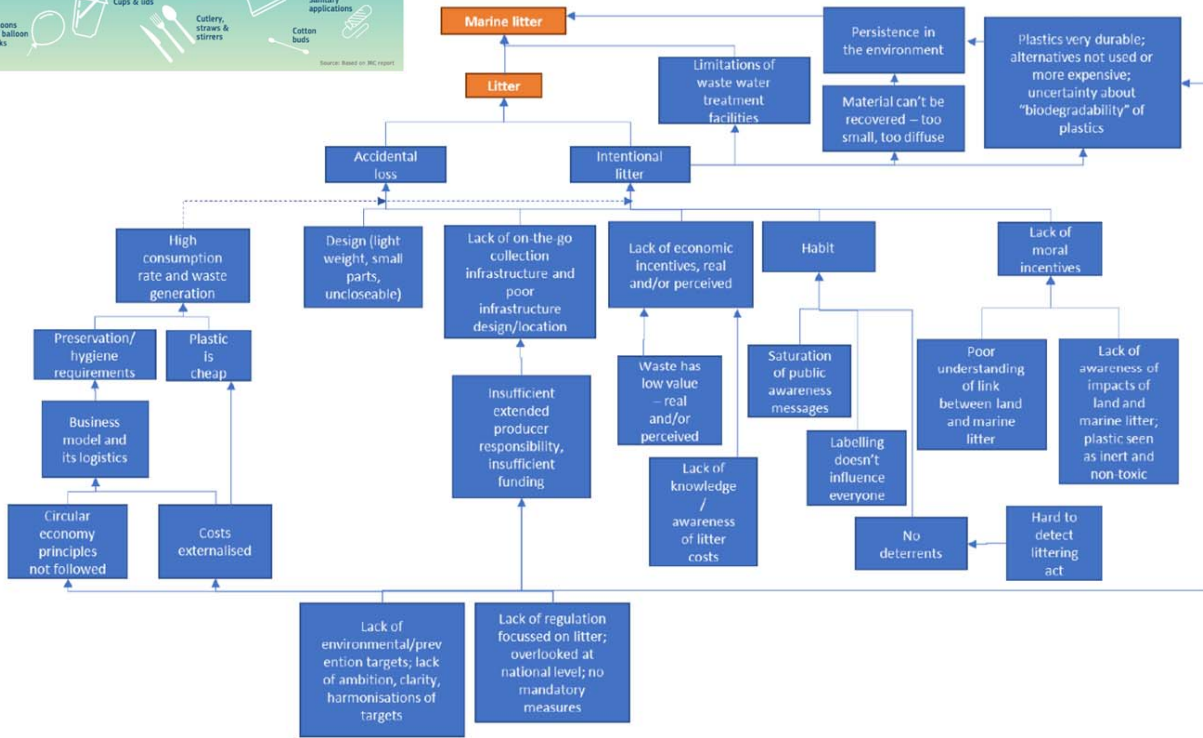 Cups & lids
sanitary
applications
balloon
Cutlery,
straws &
stirrers
Cotton
buds
Source: Based on JRC report
Marine litter
Litter
Limitations of
waste water
treatment
facilities
Persistence in
the environment
Material can't be
recovered – too
small, too diffuse
Plastics very durable;
alternatives not used or
more expensive;
uncertainty about
"biodegradability" of
plastics
Accidental
loss
Intentional
litter
High
consumption
rate and waste
generation
Design (light
weight, small
parts,
uncloseable)
Lack of on-the-go
collection
infrastructure and
poor
infrastructure
design/location
Lack of economic
incentives, real
and/or perceived
Habit
Lack of
moral
incentives
Preservation/
hygiene
requirements
Plastic
is
cheap
Insufficient
extended
producer
responsibility,
insufficient
funding
Waste has
low value
– real
and/or
perceived
Saturation
of public
awareness
messages
Poor
understanding
of link
between land
and marine
litter
Lack of
awareness of
impacts of
land and
marine litter;
plastic seen
as inert and
non-toxic
Business
model and
its logistics
Labelling
doesn't
influence
everyone
Lack of
knowledge
/
awareness
of litter
costs
Circular
economy
principles
not followed
Costs
externalised
No
deterrents
Hard to
detect
littering
act
Lack of
environmental/prev
ention targets; lack
of ambition, clarity,
harmonisations of
targets
Lack of regulation
focussed on litter;
overlooked at
national level; no
mandatory
measures